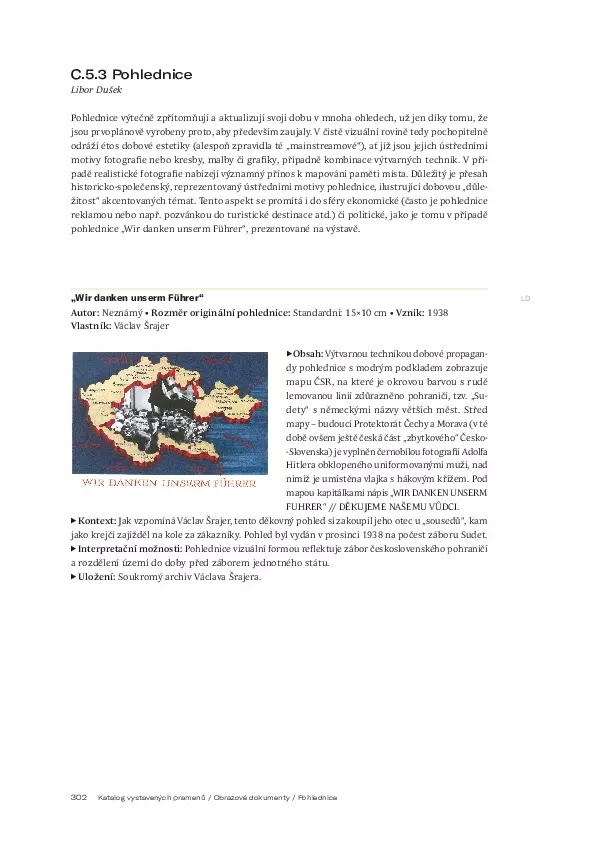 C.5.3 Pohlednice
Libor Dušek
Pohlednice výtečně zpřítomňují a aktualizují svoji dobu v mnoha ohledech, už jen díky tomu, že
jsou prvoplánově vyrobeny proto, aby především zaujaly. V čistě vizuální rovině tedy pochopitelně
odráží étos dobové estetiky (alespoň zpravidla té „mainstreamové“), ať již jsou jejich ústředními
motivy fotografie nebo kresby, malby či grafiky, případně kombinace výtvarných technik. V pří-
padě realistické fotografie nabízejí významný přínos k mapování paměti místa. Důležitý je přesah
historicko-společenský, reprezentovaný ústředními motivy pohlednice, ilustrující dobovou „důle-
žitost“ akcentovaných témat. Tento aspekt se promítá i do sféry ekonomické (často je pohlednice
reklamou nebo např. pozvánkou do turistické destinace atd.) či politické, jako je tomu v případě
pohlednice „Wir danken unserm Führer“, prezentované na výstavě.
„Wir danken unserm Führer“
LD
Autor: Neznámý • Rozměr originální pohlednice: Standardní: 15×10 cm • Vznik: 1938
Vlastník: Václav Šrajer
WIR DANKEN UNSERM FÜHRER
▶Obsah: Výtvarnou technikou dobové propagan-
dy pohlednice s modrým podkladem zobrazuje
mapu ČSR, na které je okrovou barvou s rudě
lemovanou linií zdůrazněno pohraničí, tzv. „Su-
dety“ s německými názvy větších měst. Střed
mapy – budoucí Protektorát Čechy a Morava (v té
době ovšem ještě česká část „zbytkového“ Česko-
-Slovenska) je vyplněn černobílou fotografií Adolfa
Hitlera obklopeného uniformovanými muži, nad
nimiž je umístěna vlajka s hákovým křížem. Pod
mapou kapitálkami nápis „WIR DANKEN UNSERM
FUHRER“ // DĚKUJEME NAŠEMU VŮDCI.
▶Kontext: Jak vzpomíná Václav Šrajer, tento děkovný pohled si zakoupil jeho otec u „sousedů“, kam
jako krejčí zajížděl na kole za zákazníky. Pohled byl vydán v prosinci 1938 na počest záboru Sudet.
▶Interpretační možnosti: Pohlednice vizuální formou reflektuje zábor československého pohraničí
a rozdělení území do doby před záborem jednotného státu.
▶Uložení: Soukromý archiv Václava Šrajera.
302 Katalog vystavených pramenů / Obrazové dokumenty / Pohlednice